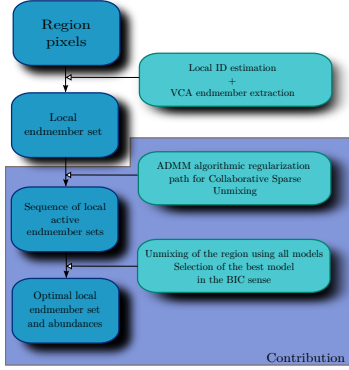 Region
pixels
Local ID estimation
+
VCA endmember extraction
Local
endmember set
ADMM algorithmic regularization
path for Collaborative Sparse
Unmixing
Sequence of local
active
endmember sets
Unmixing of the region using all models
Selection of the best model
in the BIC sense
Optimal local
endmember set
and abundances
Contribution